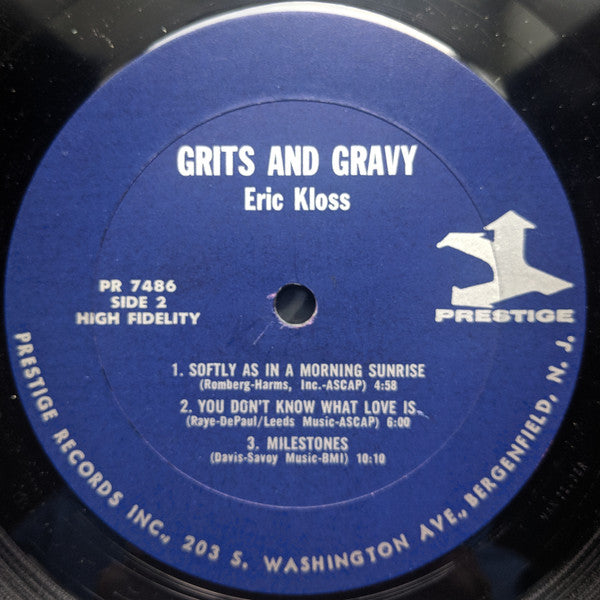 GRITS AND GRAVY
Eric Kloss
PR 7486
SIDE 2
HIGH FIDELITY
PRESTIGE
1. SOFTLY AS IN A MORNING SUNRISE
(Romberg-Harms, Inc.-ASCAP) 4:58
2. YOU DON'T KNOW WHAT LOVE IS
(Raye-DePaul/Leeds Music-ASCAP) 6:00
3. MILESTONES
(Davis-Savoy Music-BMI) 10:10
PRESTIGE RECORDS INC., 203 S. WASHINGTON AVE., BERGENFIELD, N. J.